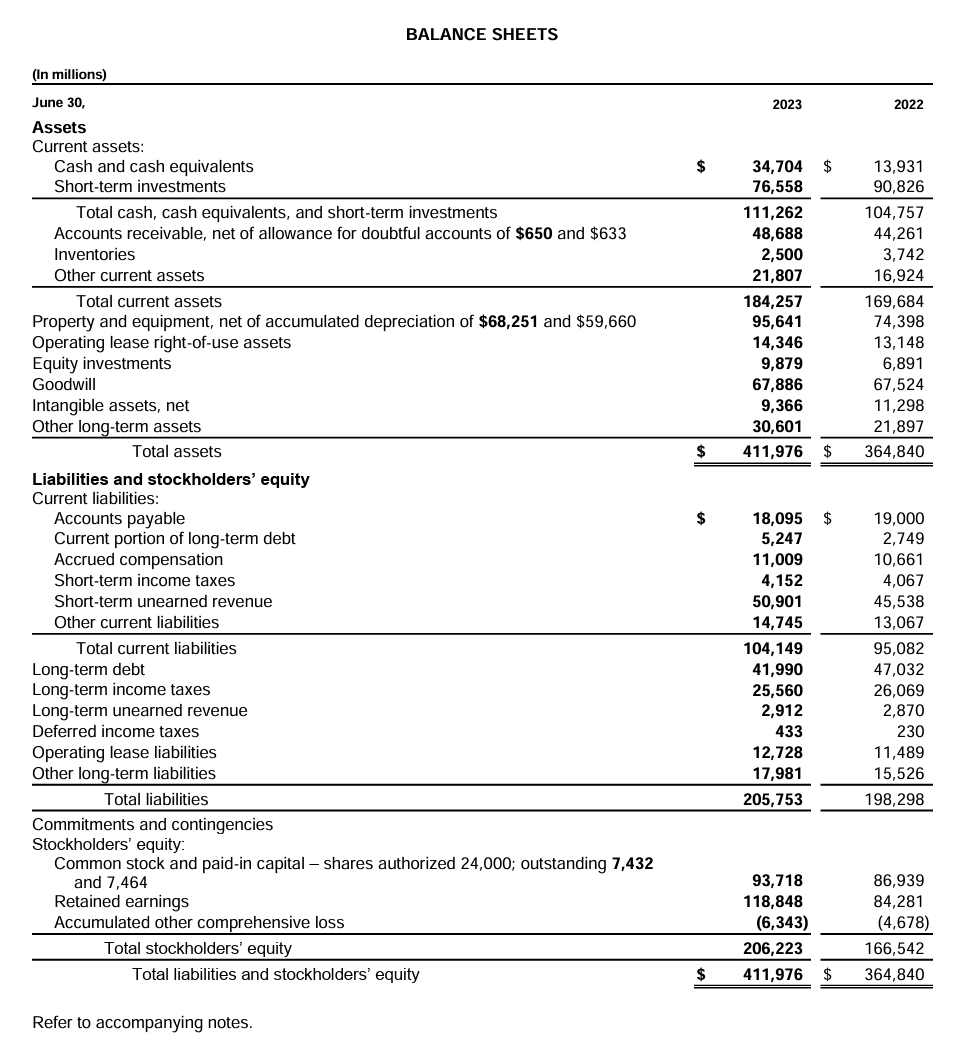 BALANCE SHEETS
(In millions)
June 30, 2023 2022
Assets
Current assets:
Cash and cash equivalents $ 34,704 $ 13,931
Short-term investments 76,558 90,826
Total cash, cash equivalents, and short-term investments 111,262 104,757
Accounts receivable, net of allowance for doubtful accounts of $650 and $633 48,688 44,261
Inventories 2,500 3,742
Other current assets 21,807 16,924
Total current assets 184,257 169,684
Property and equipment, net of accumulated depreciation of $68,251 and $59,660 95,641 74,398
Operating lease right-of-use assets 14,346 13,148
Equity investments 9,879 6,891
Goodwill 67,886 67,524
Intangible assets, net 9,366 11,298
Other long-term assets 30,601 21,897
Total assets $ 411,976 $ 364,840
Liabilities and stockholders’ equity
Current liabilities:
Accounts payable $ 18,095 $ 19,000
Current portion of long-term debt 5,247 2,749
Accrued compensation 11,009 10,661
Short-term income taxes 4,152 4,067
Short-term unearned revenue 50,901 45,538
Other current liabilities 14,745 13,067
Total current liabilities 104,149 95,082
Long-term debt 41,990 47,032
Long-term income taxes 25,560 26,069
Long-term unearned revenue 2,912 2,870
Deferred income taxes 433 230
Operating lease liabilities 12,728 11,489
Other long-term liabilities 17,981 15,526
Total liabilities 205,753 198,298
Commitments and contingencies
Stockholders’ equity:
Common stock and paid-in capital – shares authorized 24,000; outstanding 7,432
and 7,464 93,718 86,939
Retained earnings 118,848 84,281
Accumulated other comprehensive loss (6,343) (4,678)
Total stockholders’ equity 206,223 166,542
Total liabilities and stockholders’ equity $ 411,976 $ 364,840
Refer to accompanying notes.